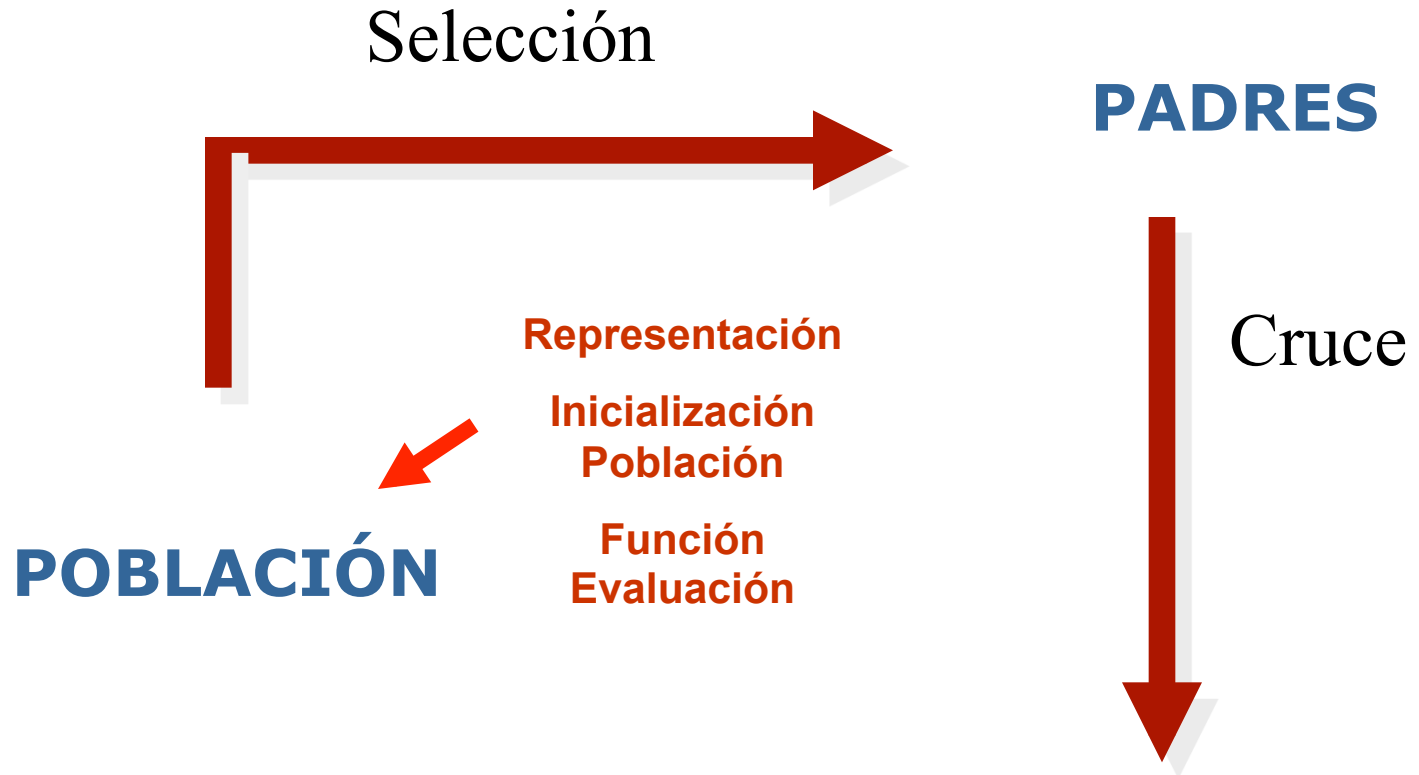 Selección
PADRES
Representación
Cruce
Inicialización
Población
Función
POBLACIÓN
Evaluación